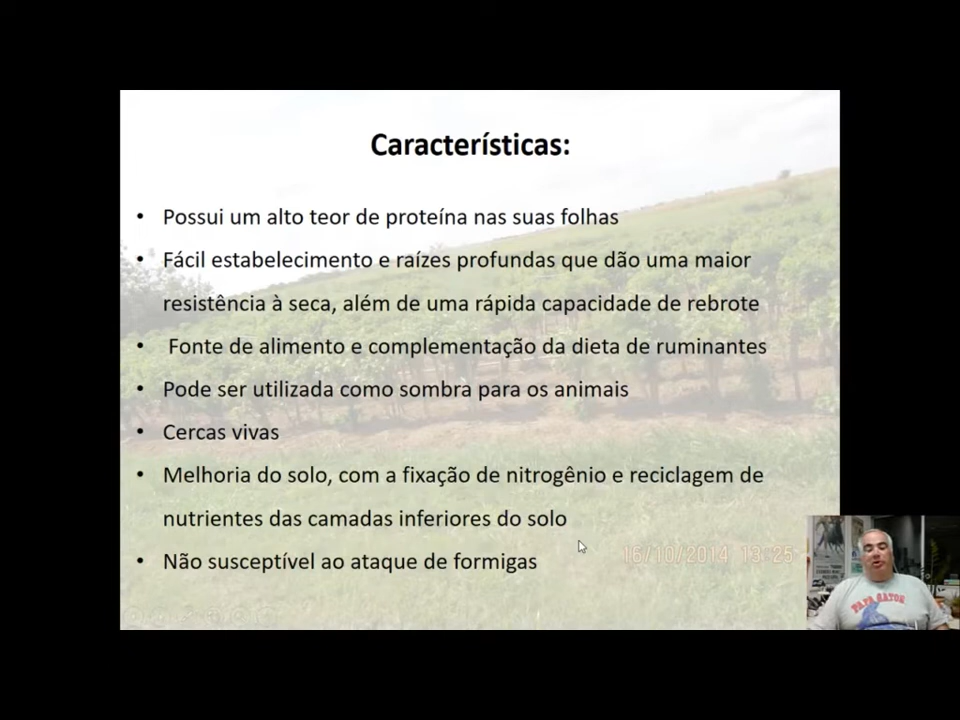 Características:
• Possui um alto teor de proteína nas suas folhas
• Fácil estabelecimento e raízes profundas que dão uma maior
resistência à seca, além de uma rápida capacidade de rebrote
• Fonte de alimento e complementação da dieta de ruminantes
• Pode ser utilizada como sombra para os animais
• Cercas vivas
• Melhoria do solo, com a fixação de nitrogênio e reciclagem de
nutrientes das camadas inferiores do solo
• Não susceptível ao ataque de formigas
16/10/2014 13:25